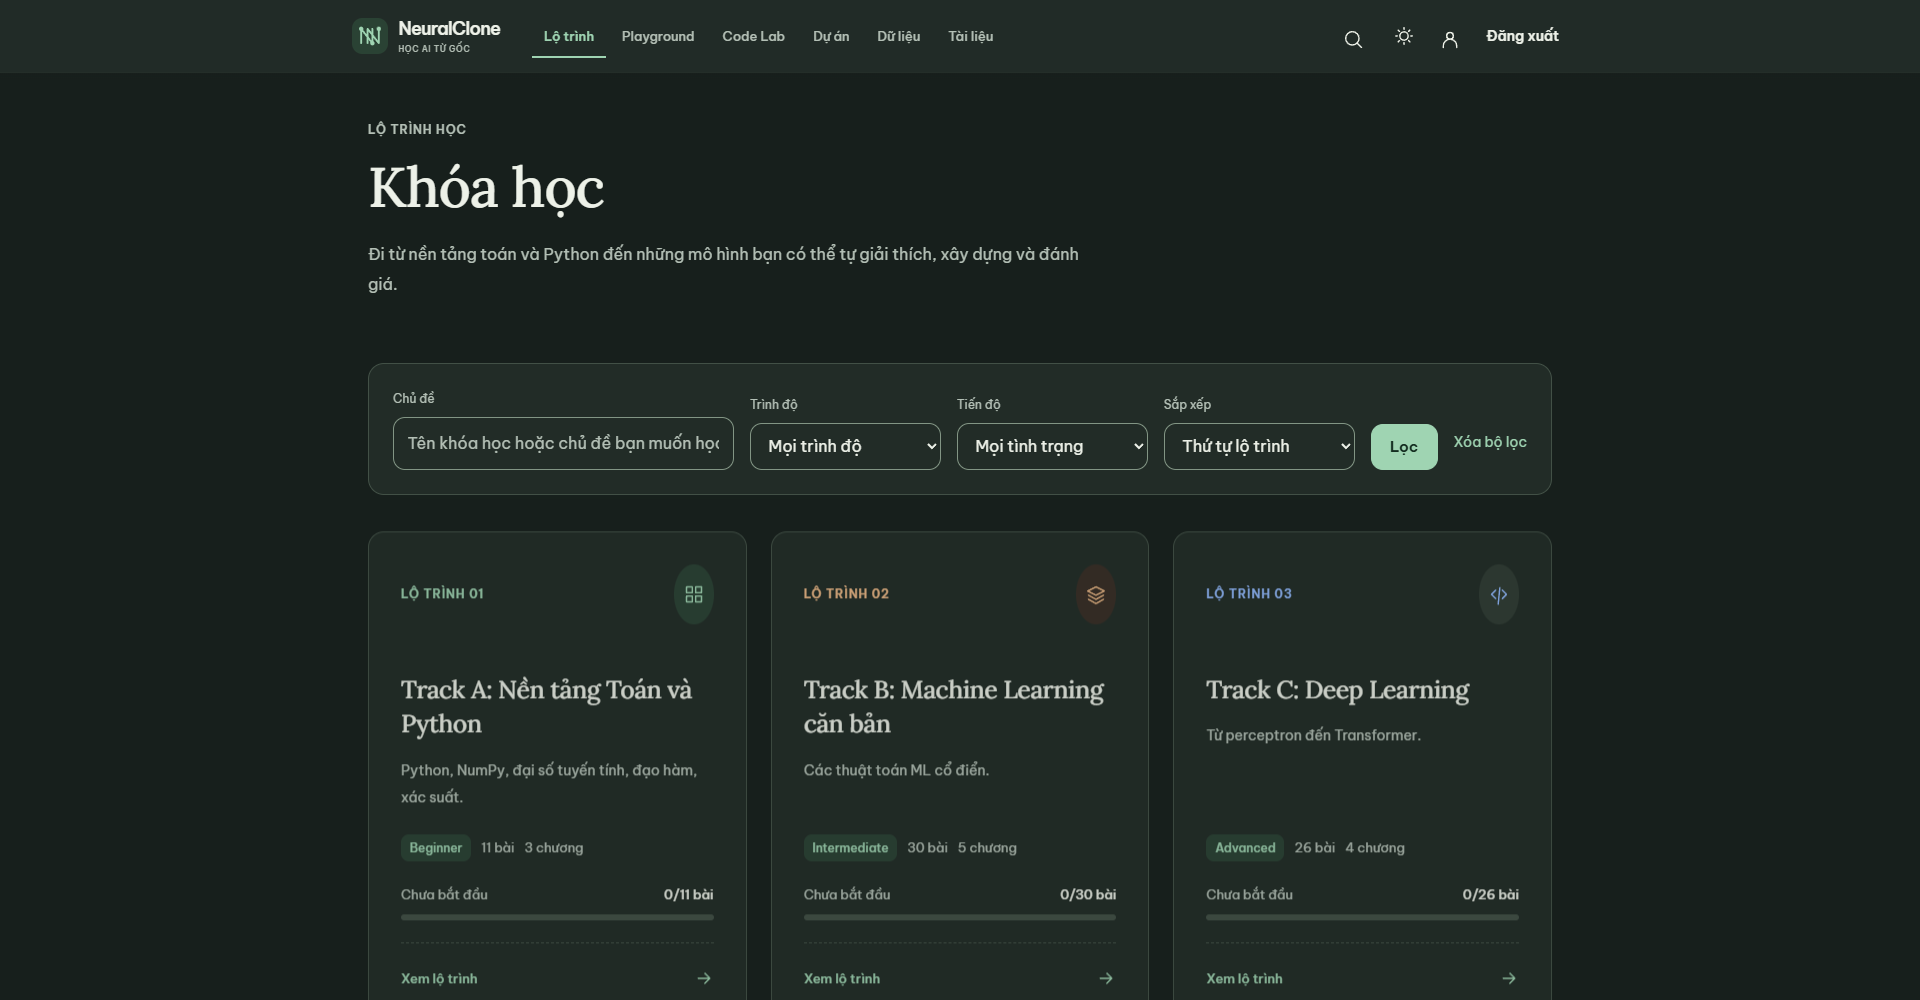 NeuralClone
HỌC AI TỪ GỐC
Lộ trình
Playground
Code Lab
Dự án
Dữ liệu
Tài liệu
Đăng xuất
LỘ TRÌNH HỌC
Khóa học
Đi từ nền tảng toán và Python đến những mô hình bạn có thể tự giải thích, xây dựng và đánh
giá.
Chủ đề
Trình độ
Tiến độ
Sắp xếp
Tên khóa học hoặc chủ đề bạn muốn học
Mọi trình độ
Mọi tình trạng
Thứ tự lộ trình
Lọc
Xóa bộ lọc
LỘ TRÌNH 01
Track A: Nền tảng Toán và
Python
Python, NumPy, đại số tuyến tính, đạo hàm,
xác suất.
Beginner 11 bài 3 chương
Chưa bắt đầu 0/11 bài
Xem lộ trình
LỘ TRÌNH 02
Track B: Machine Learning
căn bản
Các thuật toán ML cổ điển.
Intermediate 30 bài 5 chương
Chưa bắt đầu 0/30 bài
Xem lộ trình
LỘ TRÌNH 03
Track C: Deep Learning
Từ perceptron đến Transformer.
Advanced 26 bài 4 chương
Chưa bắt đầu 0/26 bài
Xem lộ trình